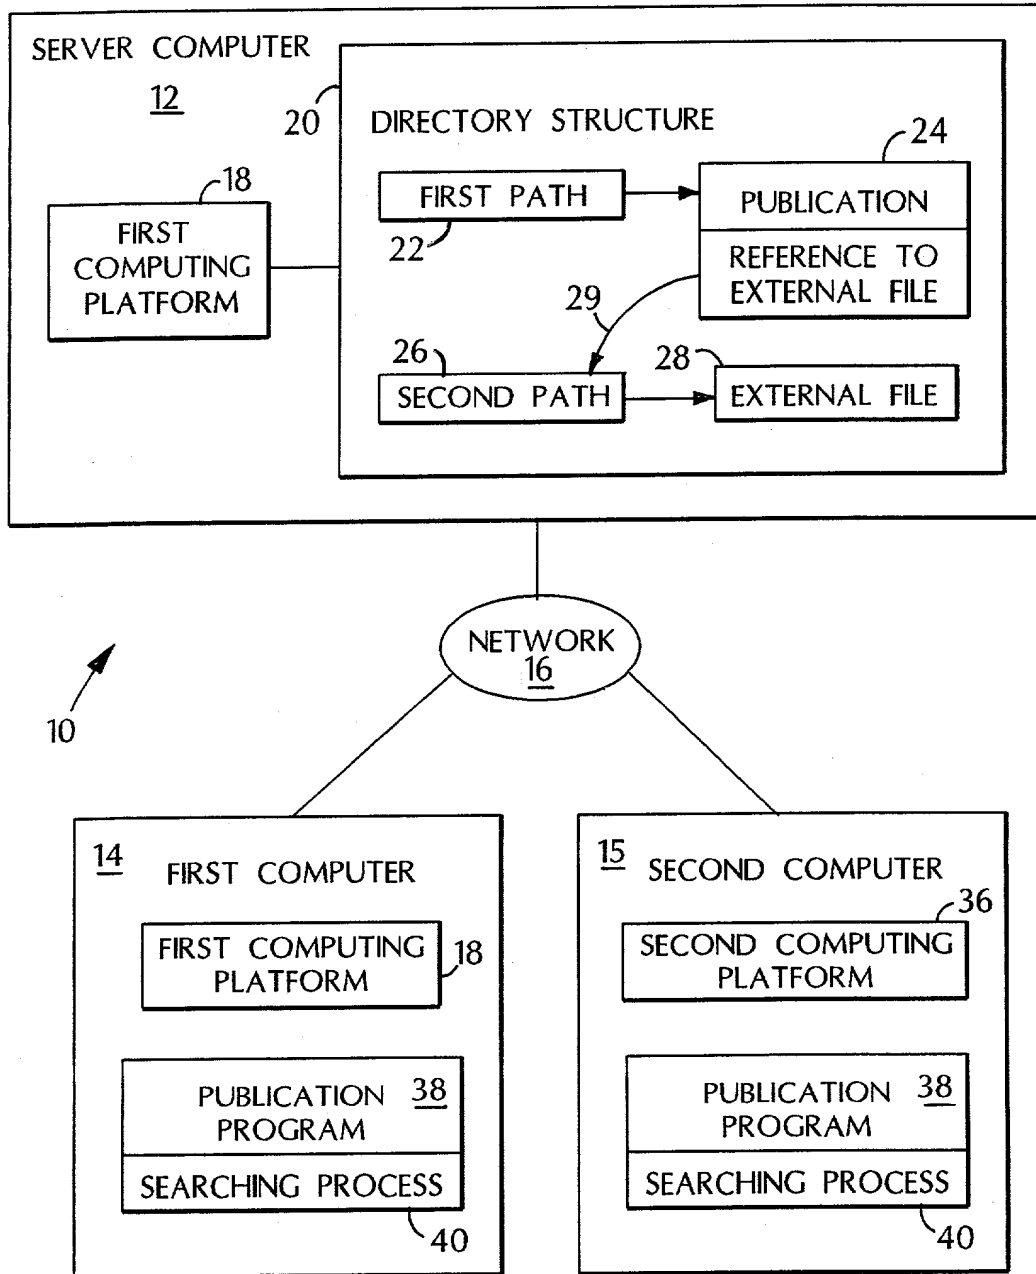 SERVER COMPUTER
12
20
DIRECTORY STRUCTURE
24
18
FIRST
COMPUTING
PLATFORM
FIRST PATH
22
PUBLICATION
REFERENCE TO
EXTERNAL FILE
29
26
SECOND PATH
28
EXTERNAL FILE
NETWORK
16
10
14
FIRST COMPUTER
FIRST COMPUTING
PLATFORM
18
PUBLICATION
PROGRAM
38
SEARCHING PROCESS
40
15
SECOND COMPUTER
36
SECOND COMPUTING
PLATFORM
PUBLICATION
PROGRAM
38
SEARCHING PROCESS
40